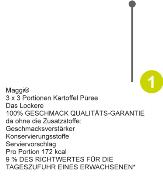 1
Maggi®
3 x 3 Portionen Kartoffel Püree
Das Lockere
100% GESCHMACK QUALITÄTS-GARANTIE
da ohne die Zusatzstoffe:
Geschmacksverstärker
Konservierungsstoffe
Serviervorschlag
Pro Portion 172 kcal
9 % DES RICHTWERTES FÜR DIE
TAGESZUFUHR EINES ERWACHSENEN*